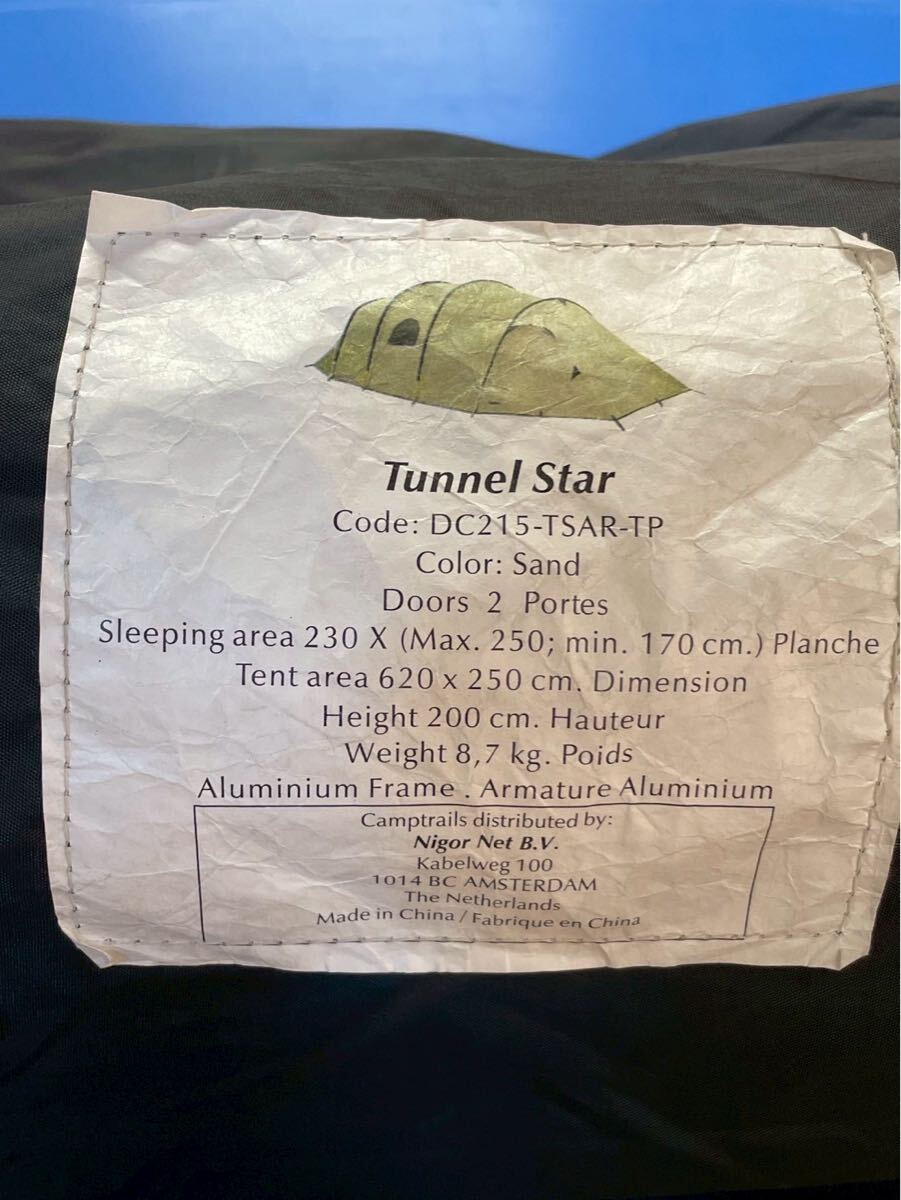 Tunnel Star
Code: DC215-TSAR-TP
Color: Sand
Doors 2 Portes
Sleeping area 230 X (Max. 250; min. 170 cm.) Planche
Tent area 620 x 250 cm. Dimension
Height 200 cm. Hauteur
Weight 8,7 kg. Poids
Aluminium Frame . Armature Aluminium
Camptrails distributed by:
Nigor Net B.V.
Kabelweg 100
1014 BC AMSTERDAM
The Netherlands
Made in China / Fabrique en China